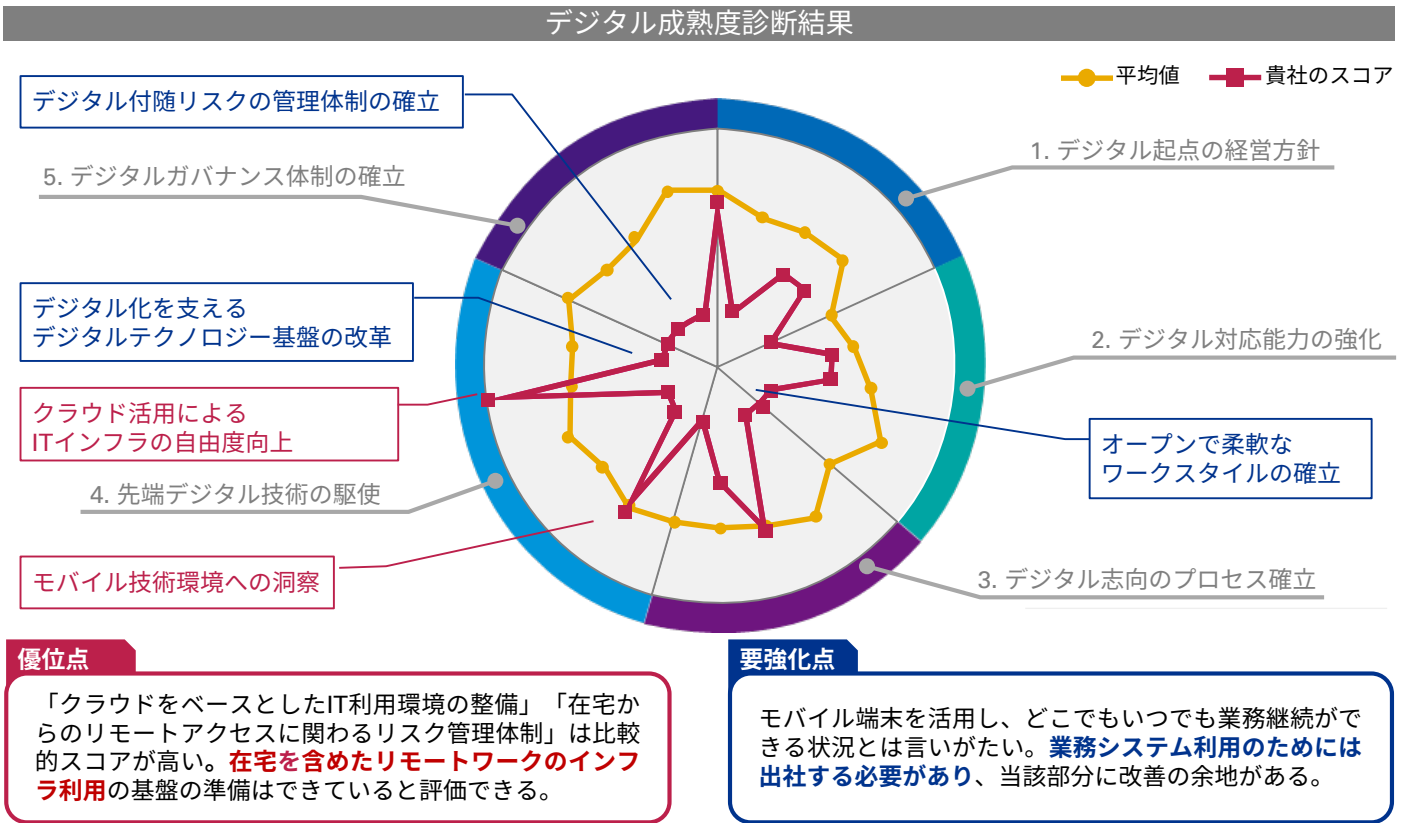 デジタル成熟度診断結果
平均値
貴社のスコア
デジタル付随リスクの管理体制の確立
1. デジタル起点の経営方針
5. デジタルガバナンス体制の確立
デジタル化を支える
デジタルテクノロジー基盤の改革
2. デジタル対応能力の強化
クラウド活用による
ITインフラの自由度向上
オープンで柔軟な
ワークスタイルの確立
4. 先端デジタル技術の駆使
モバイル技術環境への洞察
3. デジタル志向のプロセス確立
優位点
「クラウドをベースとしたIT利用環境の整備」「在宅か
らのリモートアクセスに関わるリスク管理体制」は比較
的スコアが高い。在宅を含めたリモートワークのインフ
ラ利用の基盤の準備はできていると評価できる。
要強化点
モバイル端末を活用し、どこでもいつでも業務継続がで
きる状況とは言いがたい。業務システム利用のためには
出社する必要があり、当該部分に改善の余地がある。